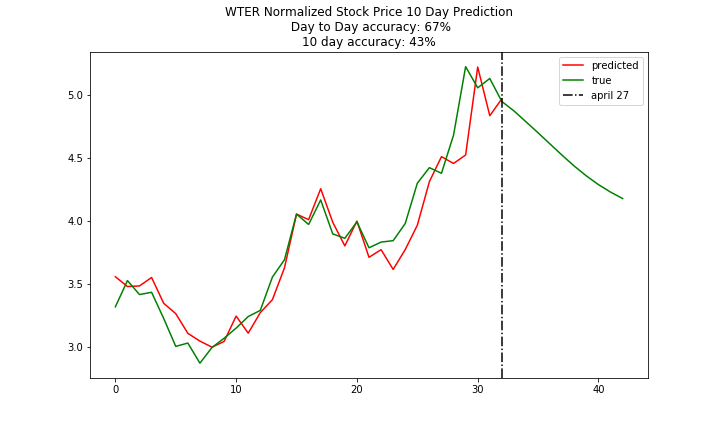 WTER Normalized Stock Price 10 Day Prediction
Day to Day accuracy: 67%
10 day accuracy: 43%
predicted
true
april 27
5.0
4.5
4.0
3.5
3.0
0
10
20
30
40